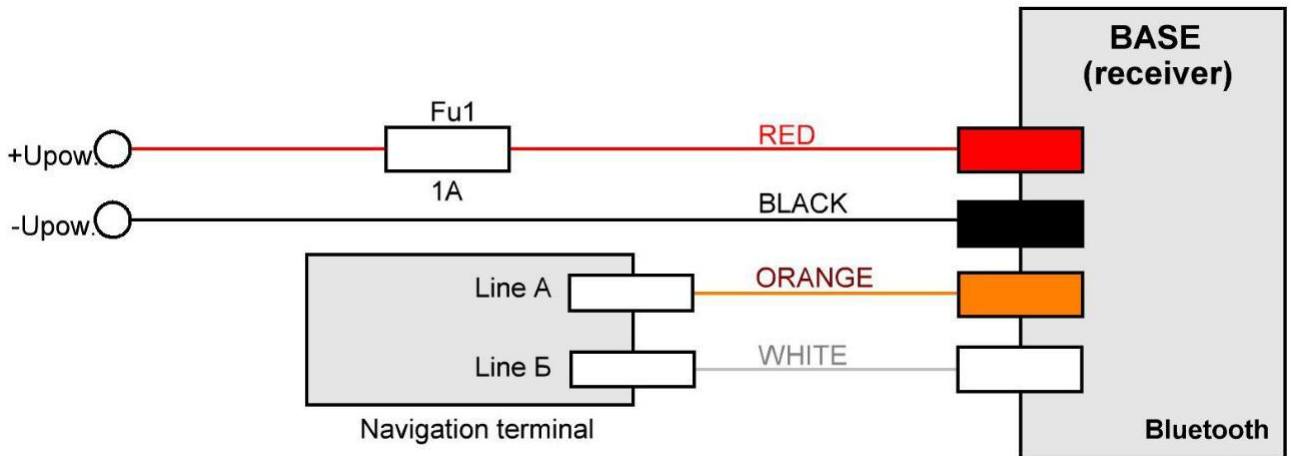 BASE
(receiver)
Fu1
+Upow.
RED
1A
-Upow.
BLACK
Line A
ORANGE
Line Б
WHITE
Navigation terminal
Bluetooth